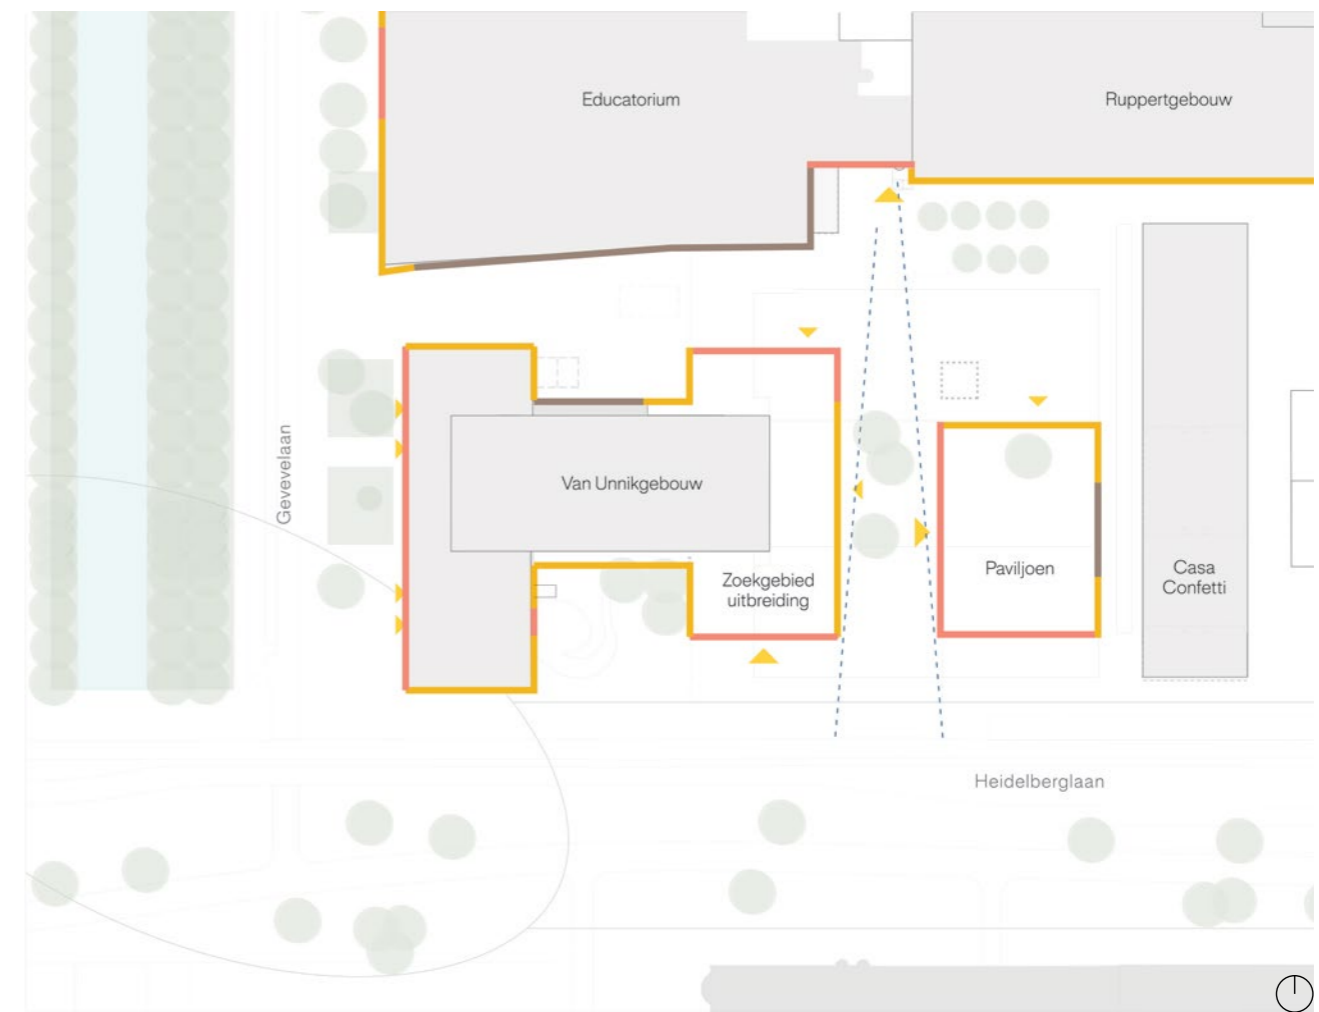 Educatorium
Ruppertgebouw
Gevevelaan
Van Unnikgebouw
Zoekgebied
uitbreiding
Paviljoen
Casa
Confetti
Heidelberglaan